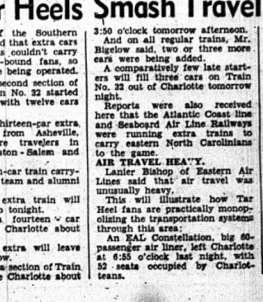 r Heels Smash Travel
f the Southern
d that extra cars
s couldn't carry
-bound fans, so
e being operated.
second section of
n No. 32 started
with twelve cars
hirteen-car extra,
from Asheville,
re travelers in
ston - Salem and
n-car train carry-
team and alumni
extra train will
o tonight.
a fourteen - car
Charlotte about
extra will leave
ow.
a section of Train
e Charlotte about
3:50 o'clock tomorrow afternoon.
And on all regular trains, Mr.
Bigelow said, two or three more
cars were being added.
A comparatively few late start-
ers will fill three cars on Train
No. 32 out of Charlotte tomorrow
night.
Reports were also received
here that the Atlantic Coast line
and Seaboard Air Line Railways
were running extra trains to
carry eastern North Carolinians
to the game.
AIR TRAVEL HEAVY.
Lanier Bishop of Eastern Air
Lines said that air travel was
unusually heavy.
This will illustrate how Tar
Heel fans are practically monop-
olizing the transportation systems
through this area:
An EAL Constellation, big 60-
passenger air liner, left Charlotte
at 6:55 o'clock last night, with
52 seats occupied by Charlot-
teans.